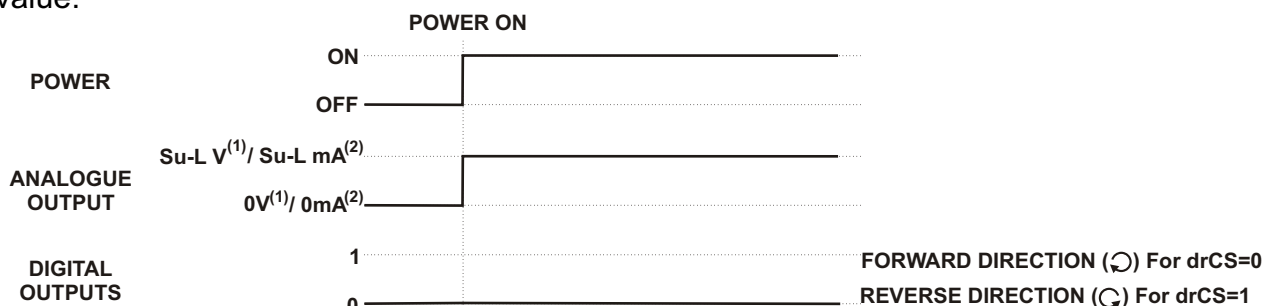 value.
POWER ON
ON
POWER
OFF
Su-L V(1)/ Su-L mA(2)
ANALOGUE
OUTPUT
0V(1)/ 0mA(2)
1
FORWARD DIRECTION (↻) For drCS=0
DIGITAL
OUTPUTS
0
REVERSE DIRECTION (↺) For drCS=1